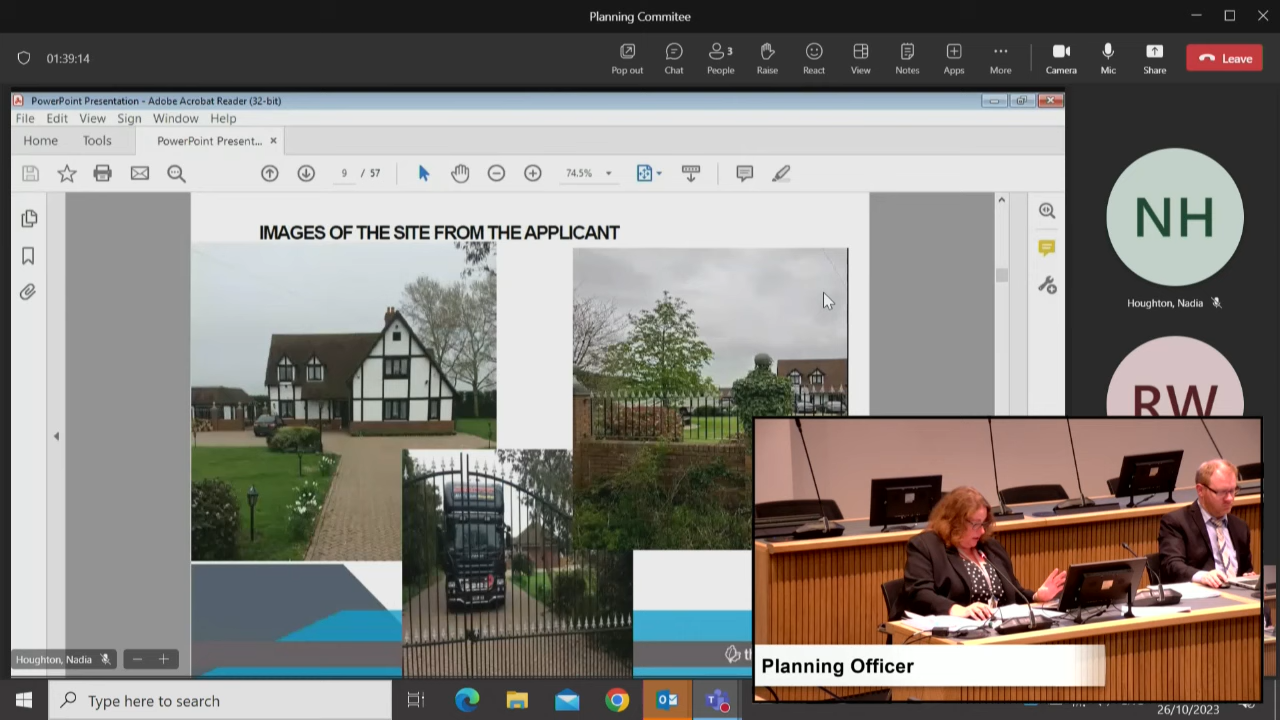 Planning Commitee
01:39:14
Pop out
Chat
3
People
Raise
React
View
Notes
Apps
More
Camera
Mic
Share
Leave
PowerPoint Presentation - Adobe Acrobat Reader (32-bit)
File Edit View Sign Window Help
Home Tools PowerPoint Present...
9 / 57
74.5%
IMAGES OF THE SITE FROM THE APPLICANT
NH
Houghton, Nadia
RW
Houghton, Nadia
Planning Officer
Type here to search
26/10/2023